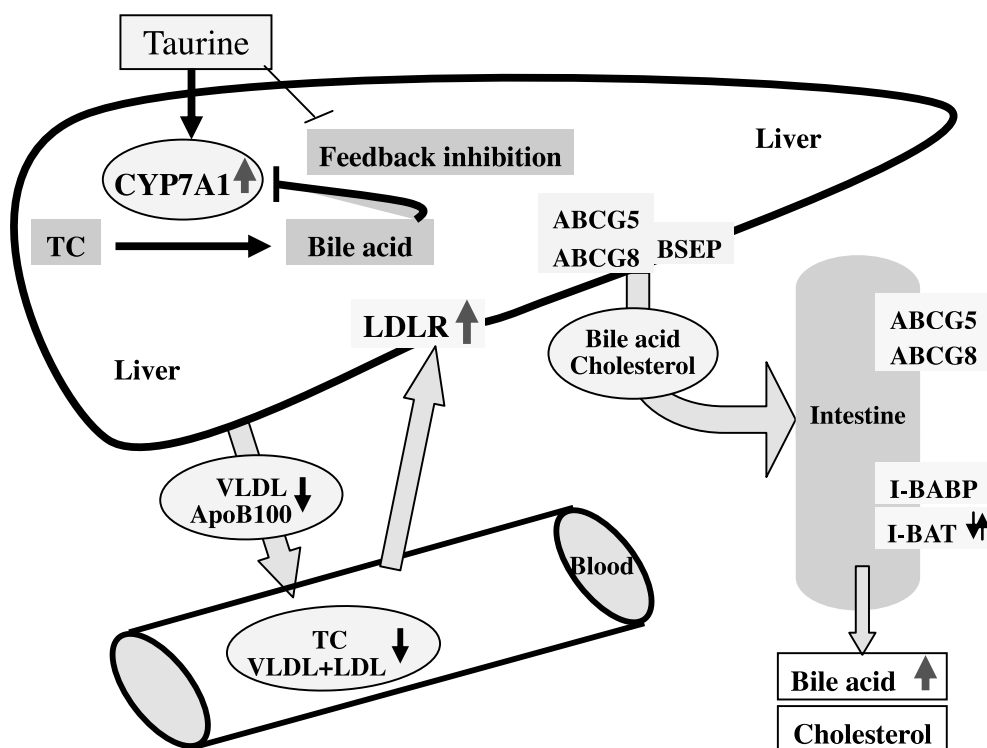 Taurine
Liver
Feedback inhibition
CYP7A1
TC
Bile acid
ABCG5
ABCG8
BSEP
LDLR
Bile acid
Cholesterol
ABCG5
ABCG8
Liver
Intestine
VLDL
ApoB100
I-BABP
I-BAT
Blood
TC
VLDL+LDL
Bile acid
Cholesterol